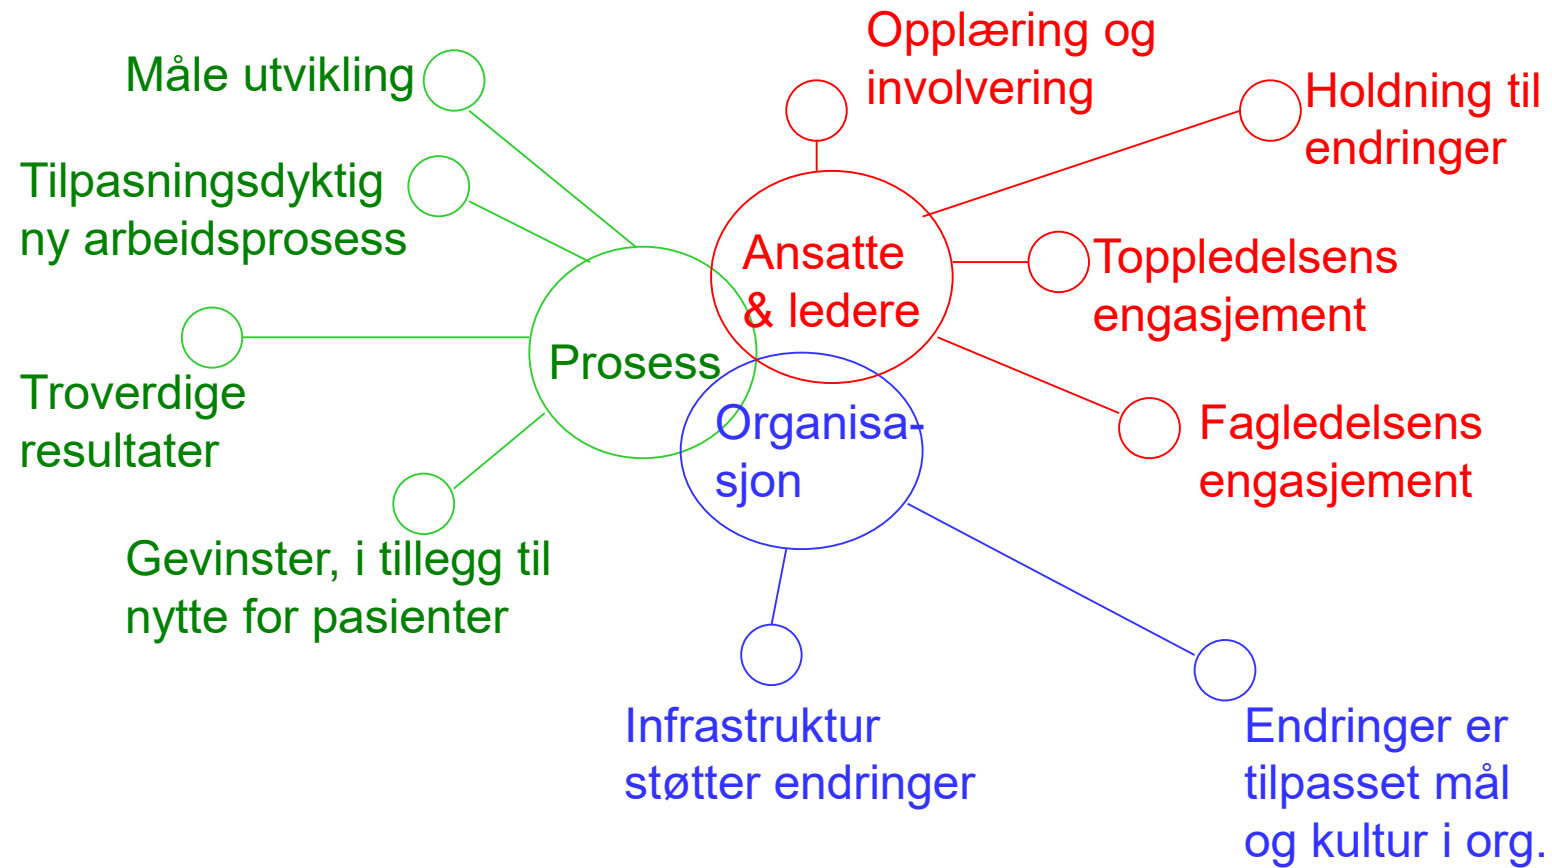 Måle utvikling
Tilpasningsdyktig
ny arbeidsprosess
Troverdige
resultater
Gevinster, i tillegg til
nytte for pasienter
Prosess
Opplæring og
involvering
Holdning til
endringer
Ansatte
& ledere
Toppledelsens
engasjement
Fagledelsens
engasjement
Organisa-
sjon
Infrastruktur
støtter endringer
Endringer er
tilpasset mål
og kultur i org.